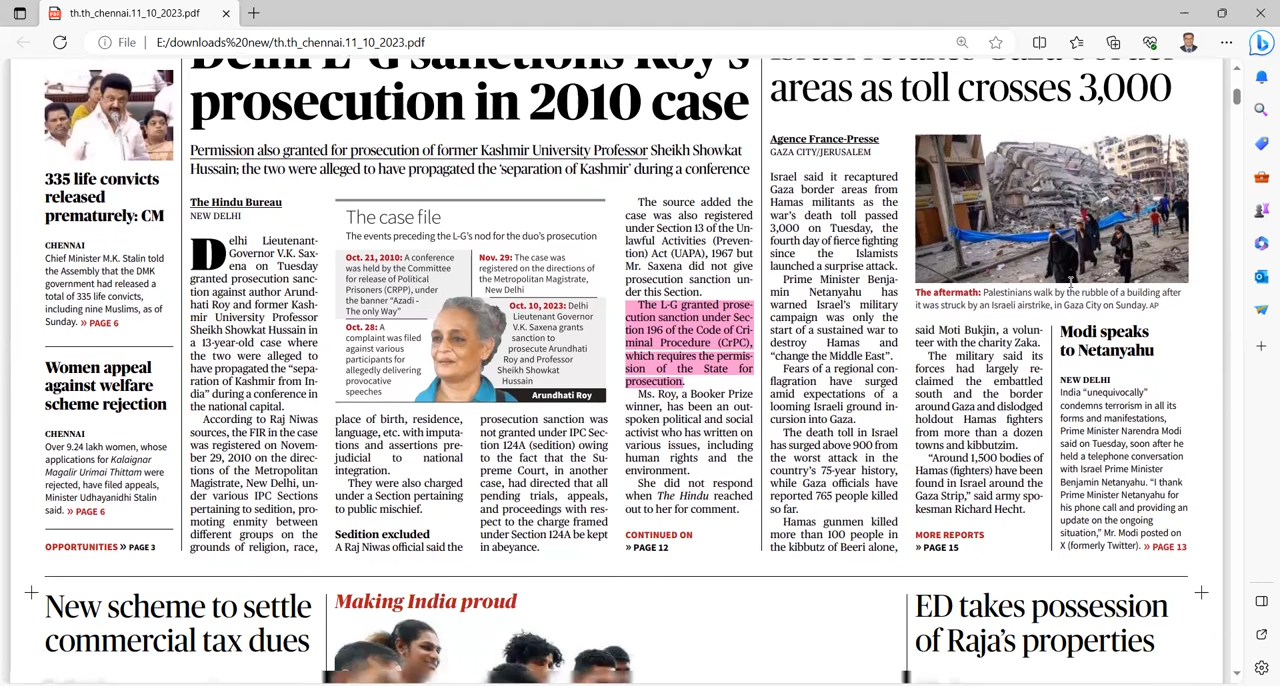 th.th_chennai.11_10_2023.pdf
File
E:/downloads%20new/th.th_chennai.11_10_2023.pdf
335 life convicts
released
prematurely: CM
CHENNAI
Chief Minister M.K. Stalin told
the Assembly that the DMK
government had released a
total of 335 life convicts,
including nine Muslims, as of
Sunday. » PAGE 6
Women appeal
against welfare
scheme rejection
CHENNAI
Over 9.24 lakh women, whose
applications for Kalaignar
Magalir Urimai Thittam were
rejected, have filed appeals,
Minister Udhayanidhi Stalin
said. » PAGE 6
OPPORTUNITIES » PAGE 3
Delhi L-G sanctions Roy's
prosecution in 2010 case
Permission also granted for prosecution of former Kashmir University Professor Sheikh Showkat
Hussain; the two were alleged to have propagated the ‘separation of Kashmir’ during a conference
The Hindu Bureau
NEW DELHI
Delhi Lieutenant-
Governor V.K. Sax-
ena on Tuesday
granted prosecution sanc-
tion against author Arund-
hati Roy and former Kash-
mir University Professor
Sheikh Showkat Hussain in
a 13-year-old case where
the two were alleged to
have propagated the “sepa-
ration of Kashmir from In-
dia” during a conference in
the national capital.
According to Raj Niwas
sources, the FIR in the case
was registered on Novem-
ber 29, 2010 on the direc-
tions of the Metropolitan
Magistrate, New Delhi, un-
der various IPC Sections
pertaining to sedition, pro-
moting enmity between
different groups on the
grounds of religion, race,
The case file
The events preceding the L-G’s nod for the duo’s prosecution
Oct. 21, 2010: A conference
was held by the Committee
for release of Political
Prisoners (CRPP), under
the banner “Azadi -
The only Way”
Oct. 28: A
complaint was filed
against various
participants for
allegedly delivering
provocative
speeches
Nov. 29: The case was
registered on the directions of
the Metropolitan Magistrate,
New Delhi
Oct. 10, 2023: Delhi
Lieutenant Governor
V.K. Saxena grants
sanction to
prosecute Arundhati
Roy and Professor
Sheikh Showkat
Hussain
Arundhati Roy
place of birth, residence,
language, etc. with imputa-
tions and assertions pre-
judicial to national
integration.
They were also charged
under a Section pertaining
to public mischief.
Sedition excluded
A Raj Niwas official said the
prosecution sanction was
not granted under IPC Sec-
tion 124A (sedition) owing
to the fact that the Su-
preme Court, in another
case, had directed that all
pending trials, appeals,
and proceedings with res-
pect to the charge framed
under Section 124A be kept
in abeyance.
The source added the
case was also registered
under Section 13 of the Un-
lawful Activities (Preven-
tion) Act (UAPA), 1967 but
Mr. Saxena did not give
prosecution sanction un-
der this Section.
The L-G granted prose-
cution sanction under Sec-
tion 196 of the Code of Cri-
minal Procedure (CrPC),
which requires the permis-
sion of the State for
prosecution.
Ms. Roy, a Booker Prize
winner, has been an out-
spoken political and social
activist who has written on
various issues, including
human rights and the
environment.
She did not respond
when The Hindu reached
out to her for comment.
CONTINUED ON
» PAGE 12
Israel retakes Gaza border
areas as toll crosses 3,000
Agence France-Presse
GAZA CITY/JERUSALEM
Israel said it recaptured
Gaza border areas from
Hamas militants as the
war’s death toll passed
3,000 on Tuesday, the
fourth day of fierce fighting
since the Islamists
launched a surprise attack.
Prime Minister Benja-
min Netanyahu has
warned Israel’s military
campaign was only the
start of a sustained war to
destroy Hamas and
“change the Middle East”.
Fears of a regional con-
flagration have surged
amid expectations of a
looming Israeli ground in-
cursion into Gaza.
The death toll in Israel
has surged above 900 from
the worst attack in the
country’s 75-year history,
while Gaza officials have
reported 765 people killed
so far.
Hamas gunmen killed
more than 100 people in
the kibbutz of Beeri alone,
The aftermath: Palestinians walk by the rubble of a building after
it was struck by an Israeli airstrike, in Gaza City on Sunday. AP
said Moti Bukjin, a volun-
teer with the charity Zaka.
The military said its
forces had largely re-
claimed the embattled
south and the border
around Gaza and dislodged
holdout Hamas fighters
from more than a dozen
towns and kibbutzim.
“Around 1,500 bodies of
Hamas (fighters) have been
found in Israel around the
Gaza Strip,” said army spo-
kesman Richard Hecht.
MORE REPORTS
» PAGE 15
Modi speaks
to Netanyahu
NEW DELHI
India “unequivocally”
condemns terrorism in all its
forms and manifestations,
Prime Minister Narendra Modi
said on Tuesday, soon after he
held a telephone conversation
with Israel Prime Minister
Benjamin Netanyahu. “I thank
Prime Minister Netanyahu for
his phone call and providing an
update on the ongoing
situation,” Mr. Modi posted on
X (formerly Twitter). » PAGE 13
New scheme to settle
commercial tax dues
Making India proud
ED takes possession
of Raja’s properties